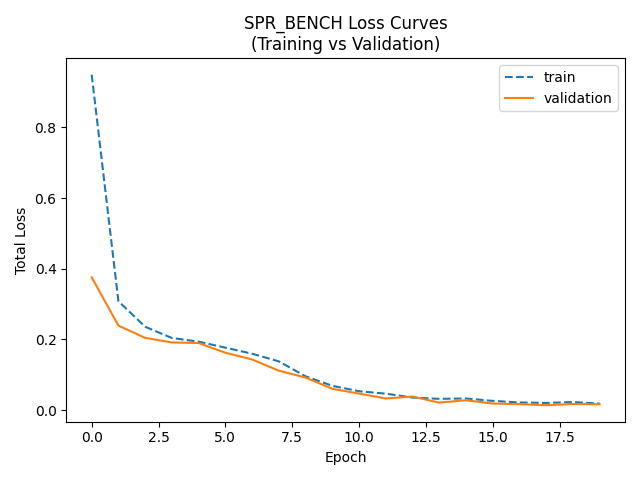 SPR_BENCH Loss Curves
(Training vs Validation)
train
validation
Total Loss
0.8
0.6
0.4
0.2
0.0
0.0 2.5 5.0 7.5 10.0 12.5 15.0 17.5
Epoch